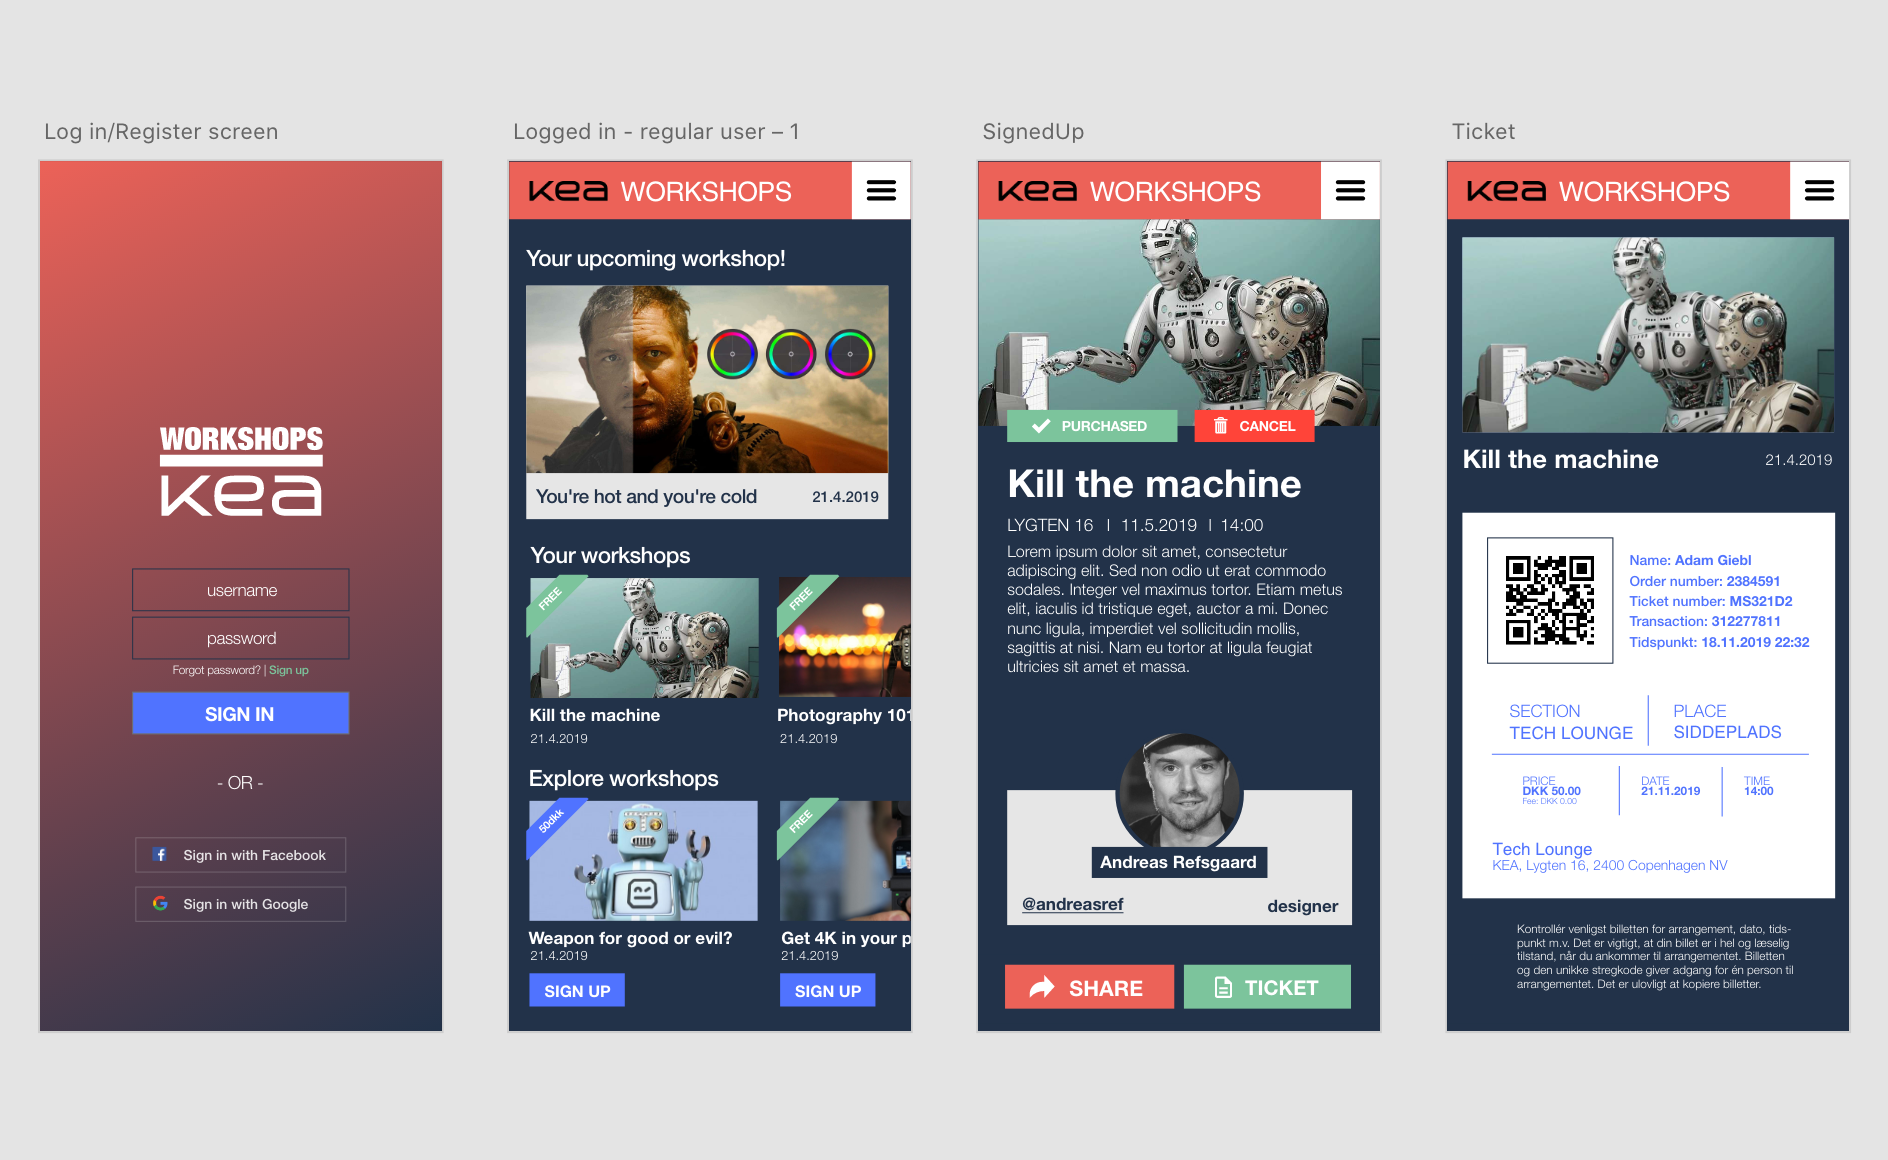 Log in/Register screen
WORKSHOPS
kea
username
password
Forgot password? | Sign up
SIGN IN
- OR -
Sign in with Facebook
Sign in with Google
Logged in - regular user – 1
kea WORKSHOPS
Your upcoming workshop!
You're hot and you're cold 21.4.2019
Your workshops
FREE
FREE
Kill the machine
21.4.2019
Photography 101
21.4.2019
Explore workshops
50dkk
FREE
Weapon for good or evil?
21.4.2019
SIGN UP
Get 4K in your p
21.4.2019
SIGN UP
SignedUp
kea WORKSHOPS
PURCHASED
CANCEL
Kill the machine
LYGTEN 16 | 11.5.2019 | 14:00
Lorem ipsum dolor sit amet, consectetur
adipiscing elit. Sed non odio ut erat commodo
sodales. Integer vel maximus tortor. Etiam metus
elit, iaculis id tristique eget, auctor a mi. Donec
nunc ligula, imperdiet vel sollicitudin mollis,
sagittis at nisi. Nam eu tortor at ligula feugiat
ultricies sit amet et massa.
Andreas Refsgaard
@andreasref designer
SHARE
TICKET
Ticket
kea WORKSHOPS
Kill the machine 21.4.2019
Name: Adam Giebl
Order number: 2384591
Ticket number: MS321D2
Transaction: 312277811
Tidspunkt: 18.11.2019 22:32
SECTION
TECH LOUNGE
PLACE
SIDDEPLADS
PRICE
DKK 50.00
Fee: DKK 0.00
DATE
21.11.2019
TIME
14:00
Tech Lounge
KEA, Lygten 16, 2400 Copenhagen NV
Kontrollér venligst billetten for arrangement, dato, tids-
punkt m.v. Det er vigtigt, at din billet er i hel og læselig
tilstand, når du ankommer til arrangementet. Billetten
og den unikke stregkode giver adgang for én person til
arrangementet. Det er ulovligt at kopiere billetter.